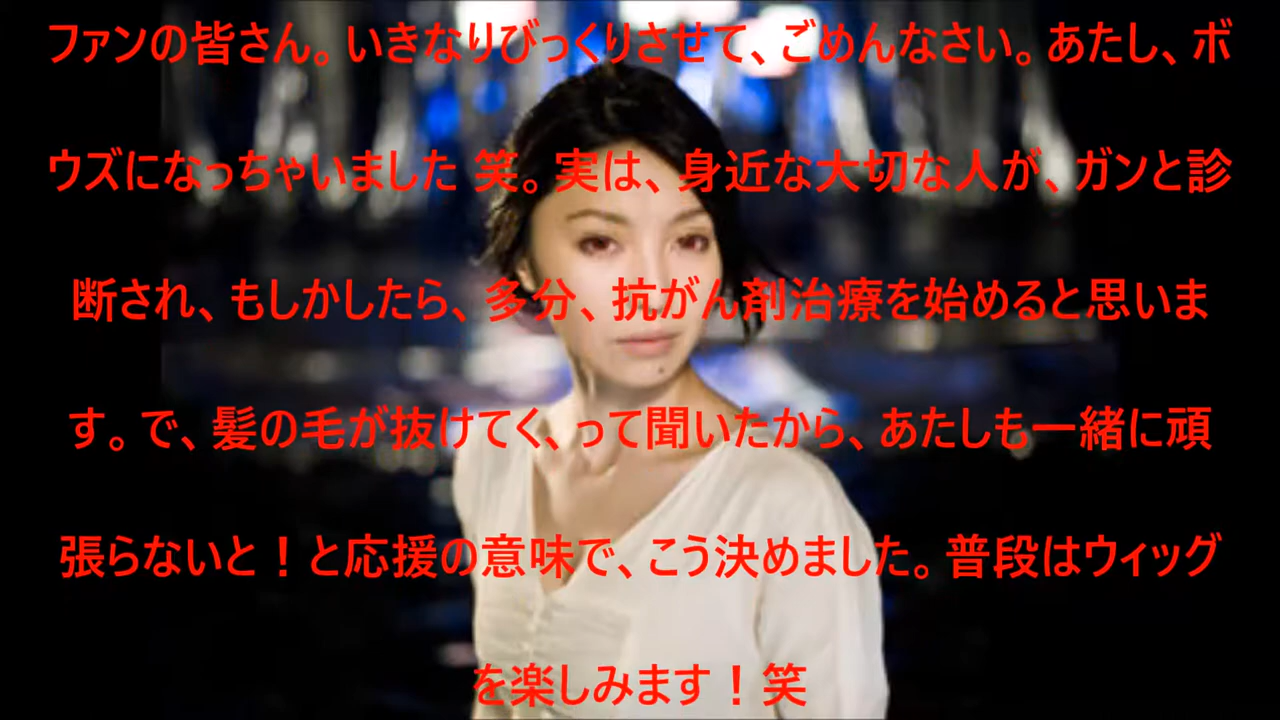 ファンの皆さん。いきなりびっくりさせて、ごめんなさい。あたし、ボ
ウズになっちゃいました 笑。実は、身近な大切な人が、ガンと診
断され、もしかしたら、多分、抗がん剤治療を始めると思いま
す。で、髪の毛が抜けてく、って聞いたから、あたしも一緒に頑
張らないと！と応援の意味で、こう決めました。普段はウィッグ
を楽しみます！笑